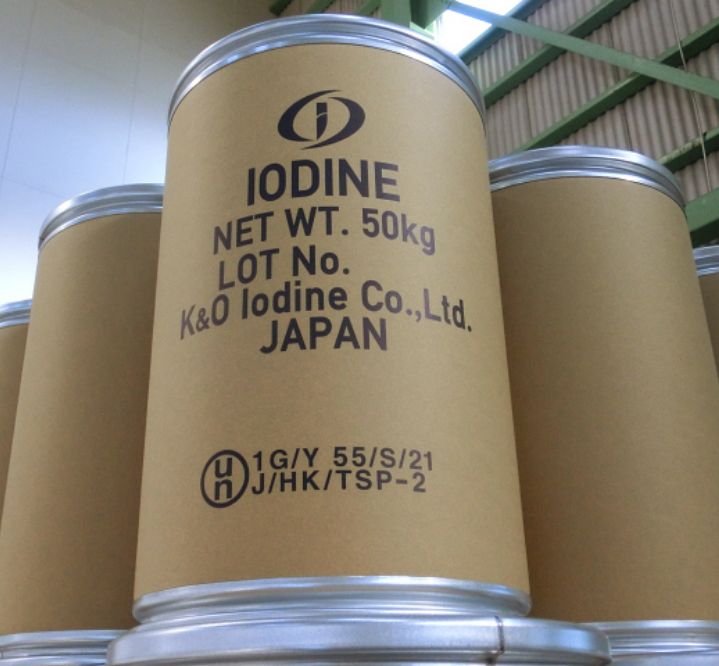 IODINE
NET WT. 50kg
LOT No.
K&O Iodine Co.,Ltd.
JAPAN
un 1G/Y 55/S/21
J/HK/TSP-2